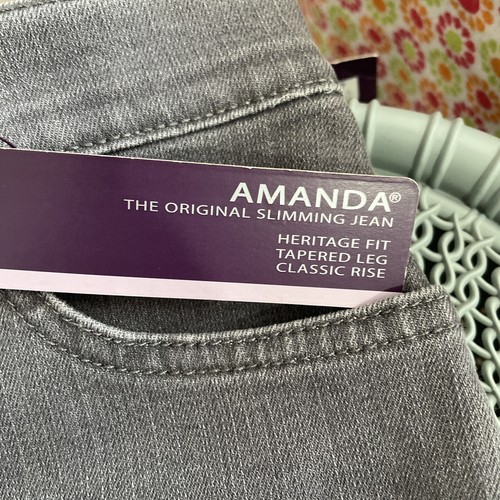 AMANDA®
THE ORIGINAL SLIMMING JEAN
HERITAGE FIT
TAPERED LEG
CLASSIC RISE